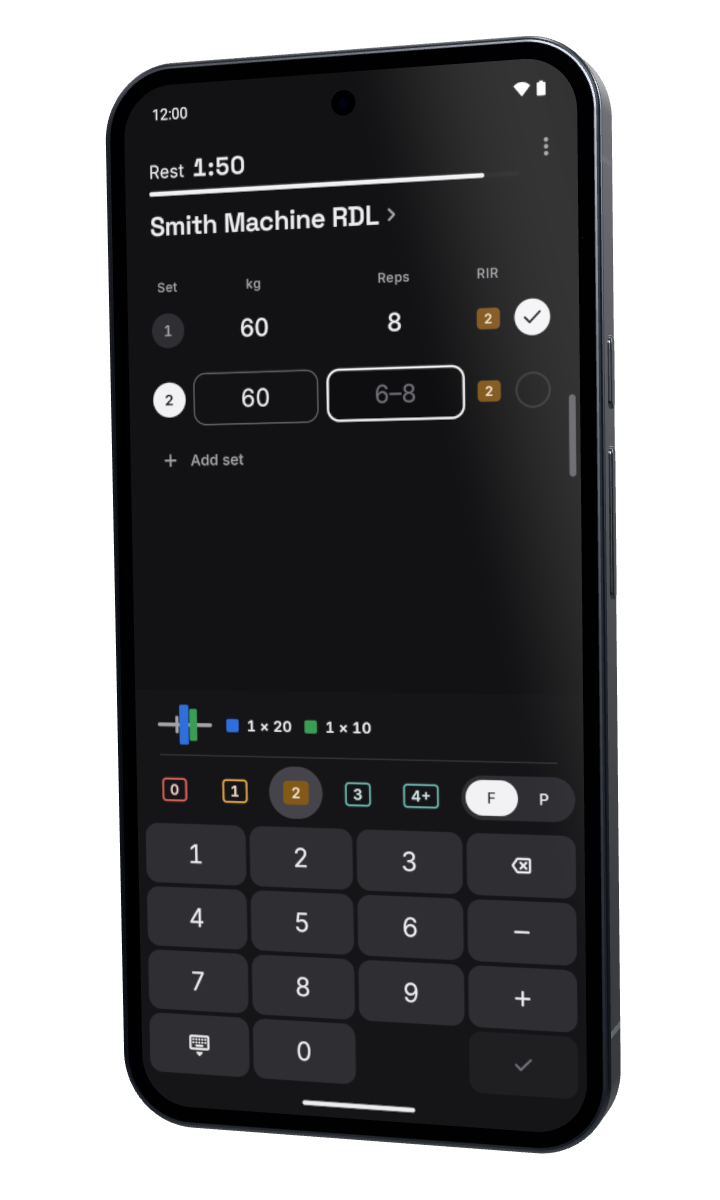 12:00
Rest 1:50
Smith Machine RDL
Set kg Reps RIR
1 60 8 2
2 60 6–8 2
+ Add set
1 × 20 1 × 10
0 1 2 3 4+ F P
1 2 3
4 5 6 −
7 8 9 +
0